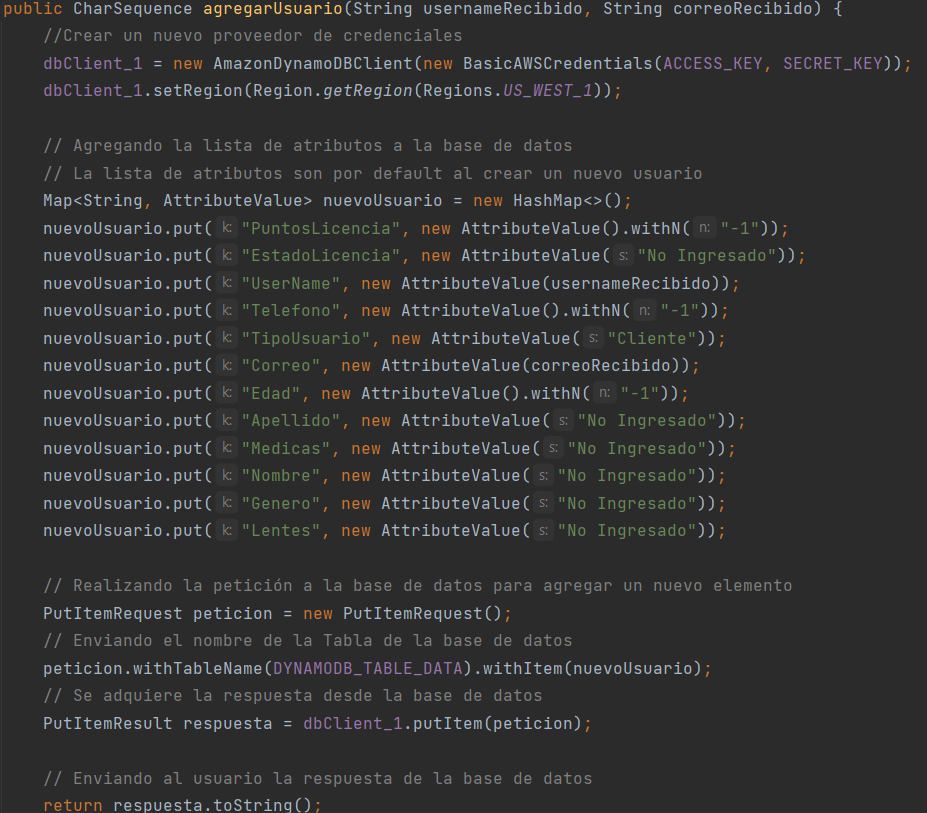 public CharSequence agregarUsuario(String usernameRecibido, String correoRecibido) {
//Crear un nuevo proveedor de credenciales
dbClient_1 = new AmazonDynamoDBClient(new BasicAWSCredentials(ACCESS_KEY, SECRET_KEY));
dbClient_1.setRegion(Region.getRegion(Regions.US_WEST_1));
// Agregando la lista de atributos a la base de datos
// La lista de atributos son por default al crear un nuevo usuario
Map<String, AttributeValue> nuevoUsuario = new HashMap<>();
nuevoUsuario.put( k: "PuntosLicencia", new AttributeValue().withN( n: "-1"));
nuevoUsuario.put( k: "EstadoLicencia", new AttributeValue( s: "No Ingresado"));
nuevoUsuario.put( k: "UserName", new AttributeValue(usernameRecibido));
nuevoUsuario.put( k: "Telefono", new AttributeValue().withN( n: "-1"));
nuevoUsuario.put( k: "TipoUsuario", new AttributeValue( s: "Cliente"));
nuevoUsuario.put( k: "Correo", new AttributeValue(correoRecibido));
nuevoUsuario.put( k: "Edad", new AttributeValue().withN( n: "-1"));
nuevoUsuario.put( k: "Apellido", new AttributeValue( s: "No Ingresado"));
nuevoUsuario.put( k: "Medicas", new AttributeValue( s: "No Ingresado"));
nuevoUsuario.put( k: "Nombre", new AttributeValue( s: "No Ingresado"));
nuevoUsuario.put( k: "Genero", new AttributeValue( s: "No Ingresado"));
nuevoUsuario.put( k: "Lentes", new AttributeValue( s: "No Ingresado"));
// Realizando la petición a la base de datos para agregar un nuevo elemento
PutItemRequest peticion = new PutItemRequest();
// Enviando el nombre de la Tabla de la base de datos
peticion.withTableName(DYNAMODB_TABLE_DATA).withItem(nuevoUsuario);
// Se adquiere la respuesta desde la base de datos
PutItemResult respuesta = dbClient_1.putItem(peticion);
// Enviando al usuario la respuesta de la base de datos
return respuesta.toString();